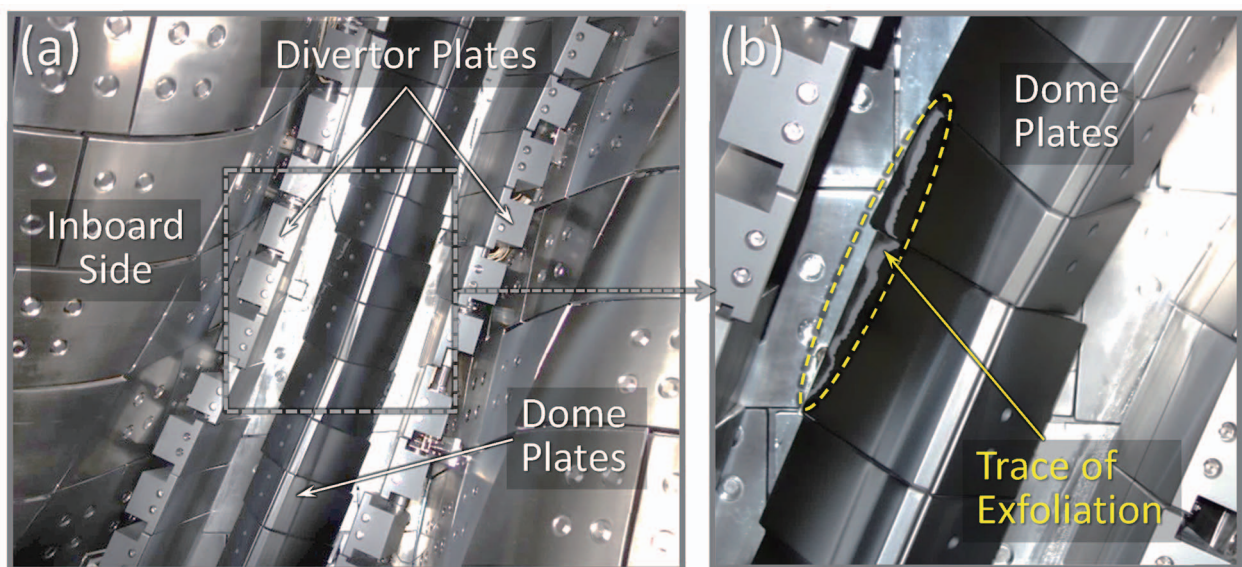 (a)
Divertor Plates
Inboard
Side
Dome
Plates
(b)
Dome
Plates
Trace of
Exfoliation